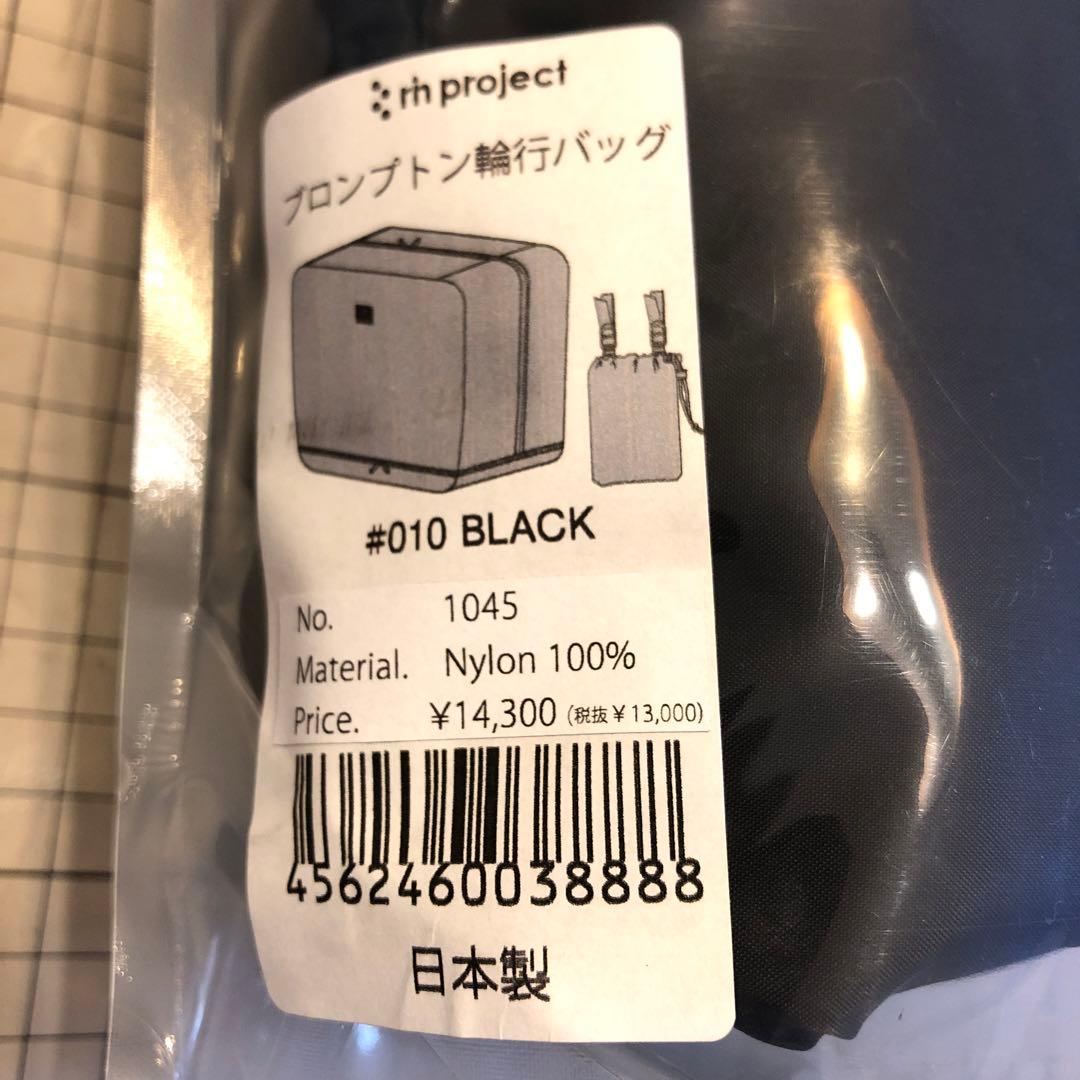 rin project
ブロンプトン輪行バッグ
#010 BLACK
No. 1045
Material. Nylon 100%
Price. ¥14,300 (税抜¥13,000)
4562460038888
日本製